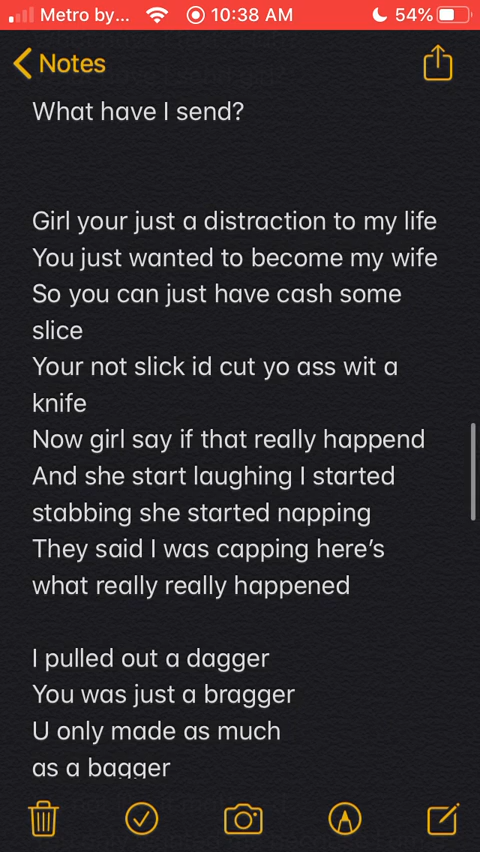 Metro by... 10:38 AM 54%
Notes
What have I send?
Girl your just a distraction to my life
You just wanted to become my wife
So you can just have cash some
slice
Your not slick id cut yo ass wit a
knife
Now girl say if that really happend
And she start laughing I started
stabbing she started napping
They said I was capping here's
what really really happened
I pulled out a dagger
You was just a bragger
U only made as much
as a bagger